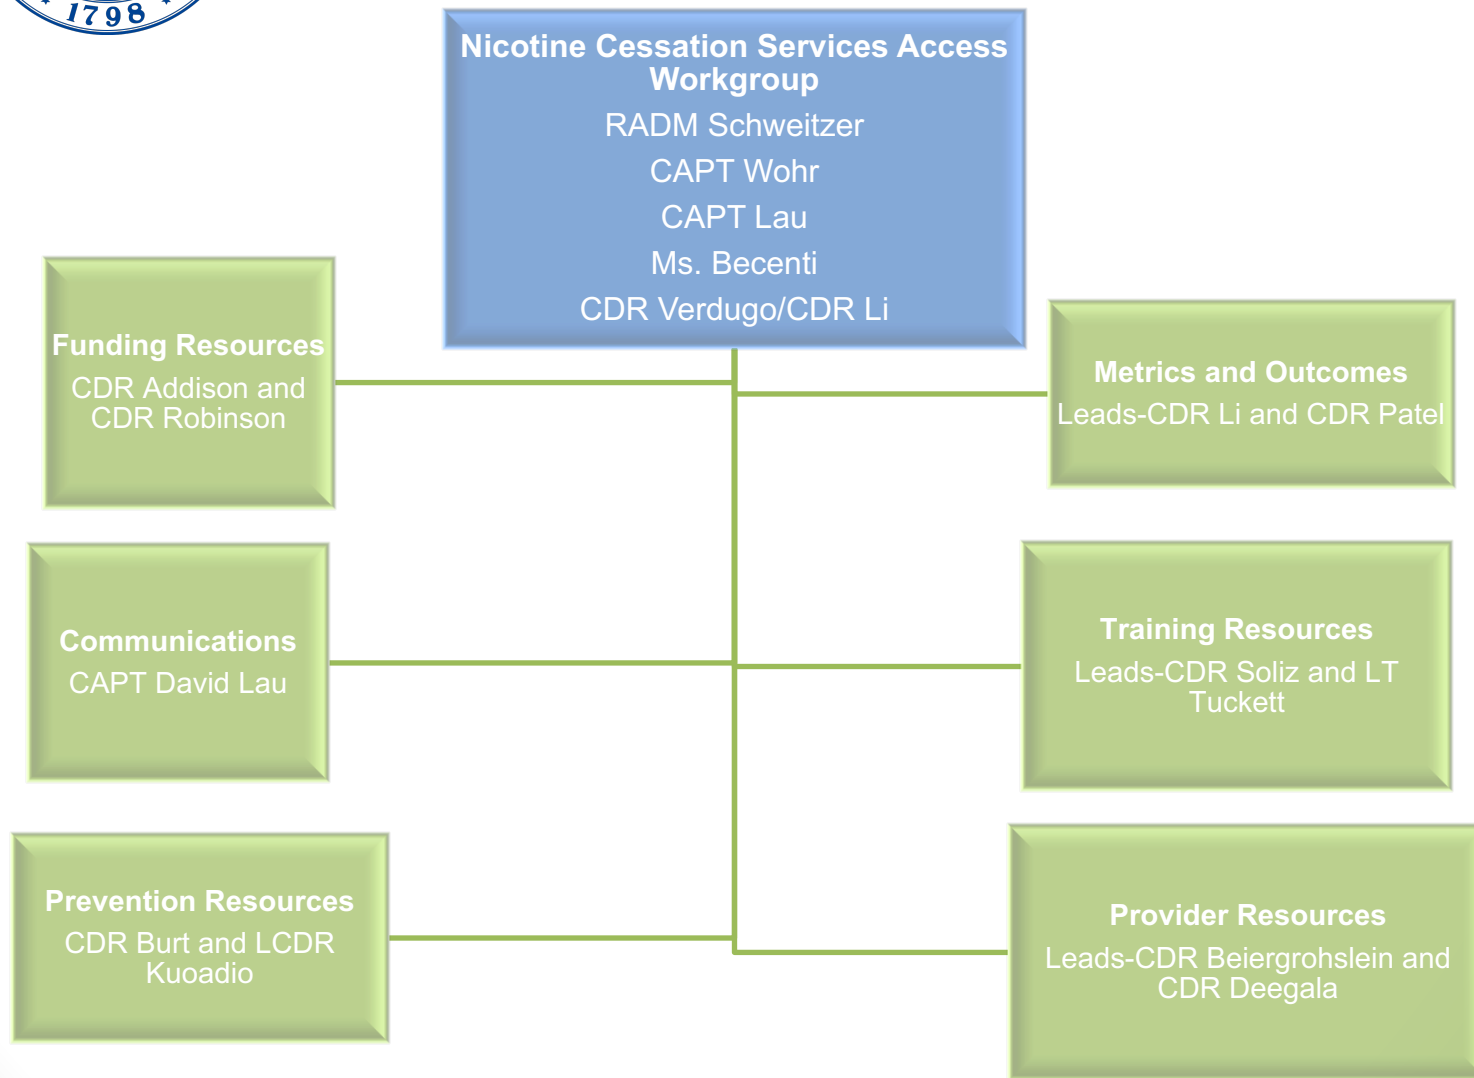 1798
Nicotine Cessation Services Access
Workgroup
RADM Schweitzer
CAPT Wohr
CAPT Lau
Ms. Becenti
CDR Verdugo/CDR Li
Funding Resources
CDR Addison and
CDR Robinson
Metrics and Outcomes
Leads-CDR Li and CDR Patel
Communications
CAPT David Lau
Training Resources
Leads-CDR Soliz and LT
Tuckett
Prevention Resources
CDR Burt and LCDR
Kuoadio
Provider Resources
Leads-CDR Beiergrohslein and
CDR Deegala